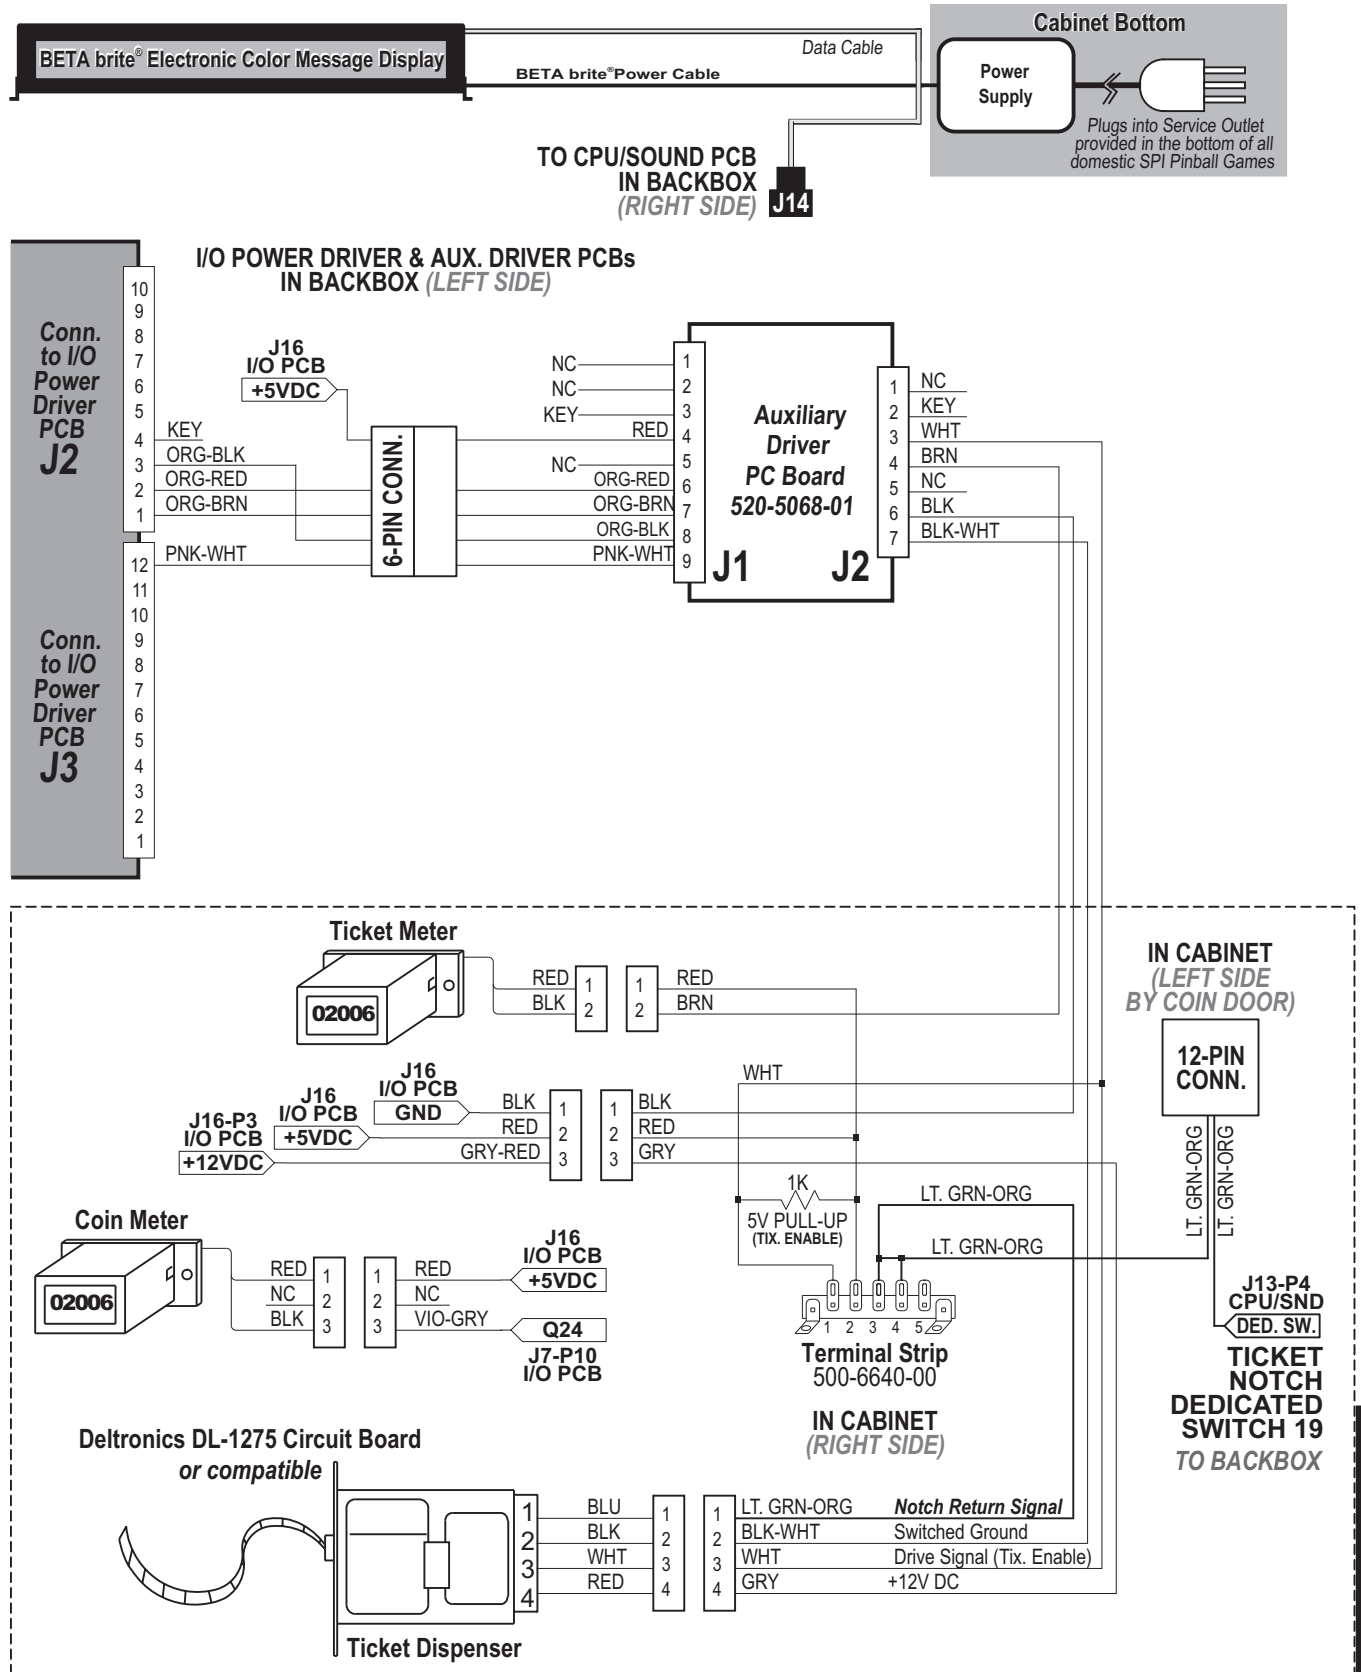 BETA brite® Electronic Color Message Display
Data Cable
BETA brite®Power Cable
Cabinet Bottom
Power
Supply
Plugs into Service Outlet
provided in the bottom of all
domestic SPI Pinball Games
TO CPU/SOUND PCB
IN BACKBOX
(RIGHT SIDE)
J14
I/O POWER DRIVER & AUX. DRIVER PCBs
IN BACKBOX (LEFT SIDE)
Conn.
to I/O
Power
Driver
PCB
J2
10
9
8
7
6
5
4
3
2
1
KEY
ORG-BLK
ORG-RED
ORG-BRN
J16
I/O PCB
+5VDC
6-PIN CONN.
NC
NC
KEY
RED
NC
ORG-RED
ORG-BRN
ORG-BLK
PNK-WHT
1
2
3
4
5
6
7
8
9
J1
Auxiliary
Driver
PC Board
520-5068-01
J2
1
2
3
4
5
6
7
NC
KEY
WHT
BRN
NC
BLK
BLK-WHT
Conn.
to I/O
Power
Driver
PCB
J3
12
11
10
9
8
7
6
5
4
3
2
1
PNK-WHT
Ticket Meter
02006
RED
BLK
1
2
1
2
RED
BRN
J16
I/O PCB
GND
J16
I/O PCB
+5VDC
J16-P3
I/O PCB
+12VDC
BLK
RED
GRY-RED
1
2
3
1
2
3
BLK
RED
GRY
WHT
1K
5V PULL-UP
(TIX. ENABLE)
LT. GRN-ORG
LT. GRN-ORG
IN CABINET
(LEFT SIDE
BY COIN DOOR)
12-PIN
CONN.
LT. GRN-ORG
LT. GRN-ORG
J13-P4
CPU/SND
DED. SW.
TICKET
NOTCH
DEDICATED
SWITCH 19
TO BACKBOX
Coin Meter
02006
RED
NC
BLK
1
2
3
1
2
3
RED
NC
VIO-GRY
J16
I/O PCB
+5VDC
Q24
J7-P10
I/O PCB
1 2 3 4 5
Terminal Strip
500-6640-00
IN CABINET
(RIGHT SIDE)
Deltronics DL-1275 Circuit Board
or compatible
1
2
3
4
BLU
BLK
WHT
RED
1
2
3
4
1
2
3
4
LT. GRN-ORG Notch Return Signal
BLK-WHT Switched Ground
WHT Drive Signal (Tix. Enable)
GRY +12V DC
Ticket Dispenser